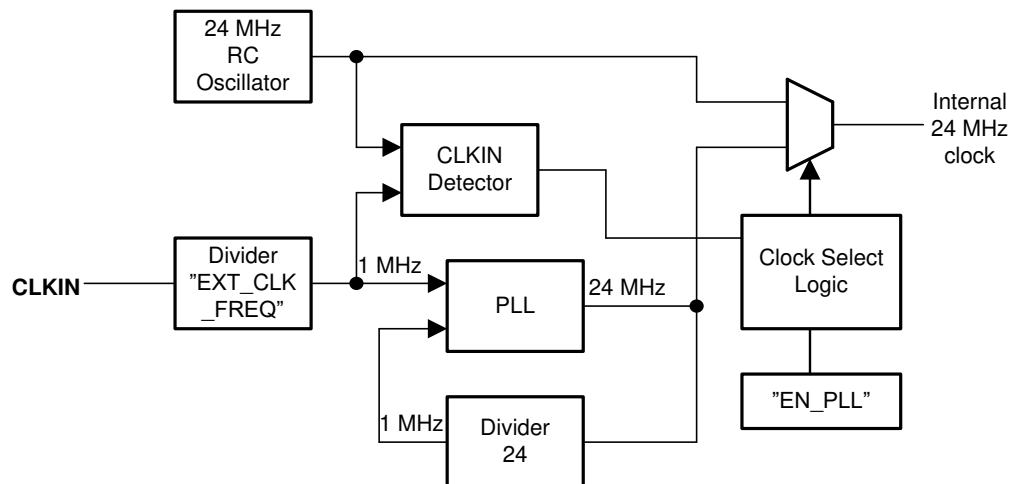 24 MHz
RC
Oscillator
CLKIN
Detector
Internal
24 MHz
clock
CLKIN
Divider
”EXT_CLK
_FREQ”
1 MHz
PLL
24 MHz
Clock Select
Logic
1 MHz
Divider
24
”EN_PLL”